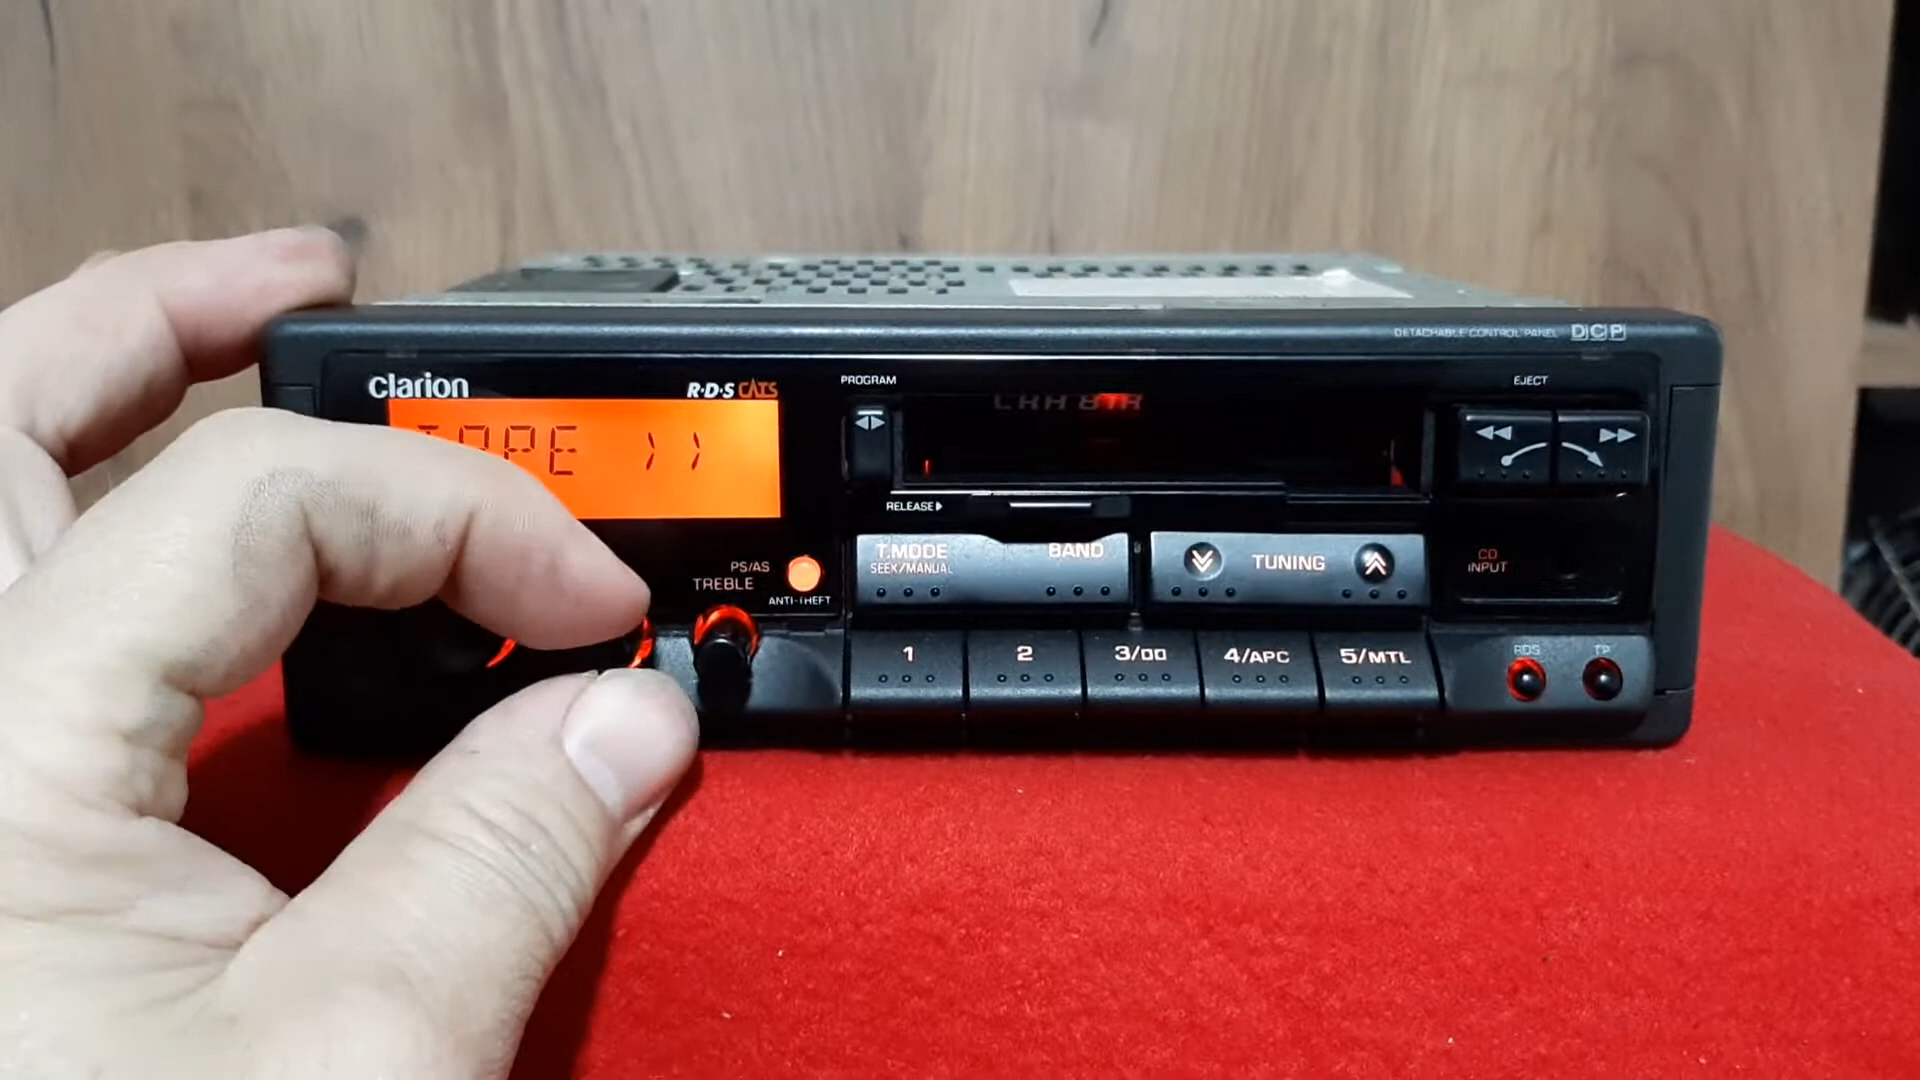 DETACHABLE CONTROL PANEL DCP
clarion
R·D·S CATS
PROGRAM
EJECT
TAPE >>
RELEASE
T.MODE
SEEK/MANUAL
BAND
TUNING
CD
INPUT
PS/AS
TREBLE
ANTI-THEFT
1
2
3/
4/APC
5/MTL
RDS
TP